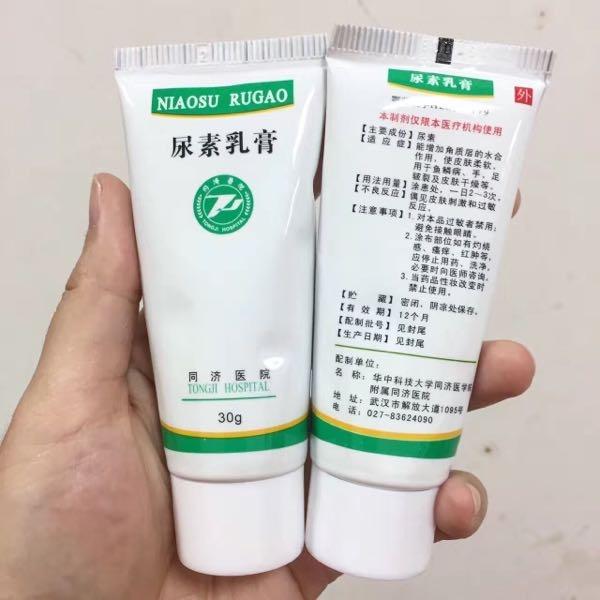 2
NIAOSU RUGAO
尿素乳膏
同济医院
TONGJI HOSPITAL
同济医院
TONGJI HOSPITAL
30g
尿素乳膏
外
本制剂仅限本医疗机构使用
【主要成份】尿素
【适应症】能增加角质层的水合
作用，使皮肤柔软。
用于鱼鳞病、手，足
皲裂及皮肤干燥等。
【用法用量】涂患处，一日2~3次。
【不良反应】偶见皮肤刺激和过敏
反应。
【注意事项】1.对本品过敏者禁用；
避免接触眼睛。
2.涂布部位如有灼烧
感、瘙痒、红肿等，
应停止用药、洗净。
必要时向医师咨询。
3.当药品性妆改变时
禁止使用。
【贮藏】密闭，阴凉处保存。
【有效期】12个月
【配制批号】见封尾
【生产日期】见封尾
配制单位：
名称：华中科技大学同济医学院
附属同济医院
地址：武汉市解放大道1095号
电话：027-83624090